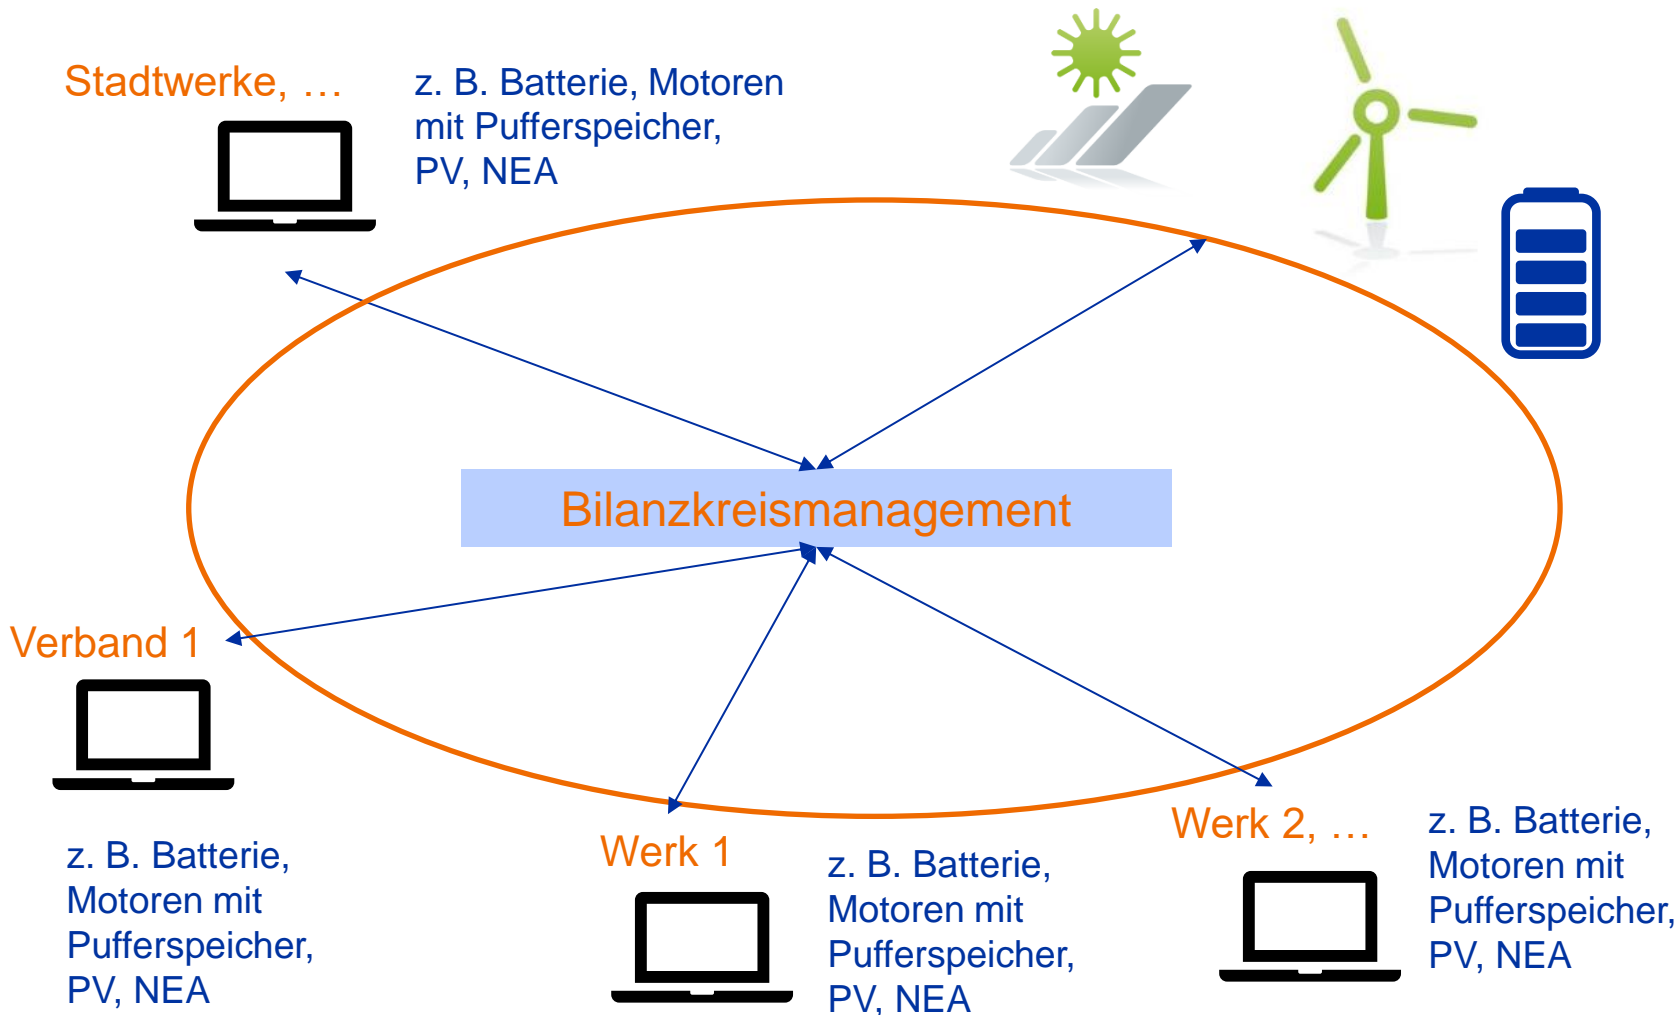 Stadtwerke, …
z. B. Batterie, Motoren
mit Pufferspeicher,
PV, NEA
Bilanzkreismanagement
Verband 1
z. B. Batterie,
Motoren mit
Pufferspeicher,
PV, NEA
Werk 1
z. B. Batterie,
Motoren mit
Pufferspeicher,
PV, NEA
Werk 2, …
z. B. Batterie,
Motoren mit
Pufferspeicher,
PV, NEA